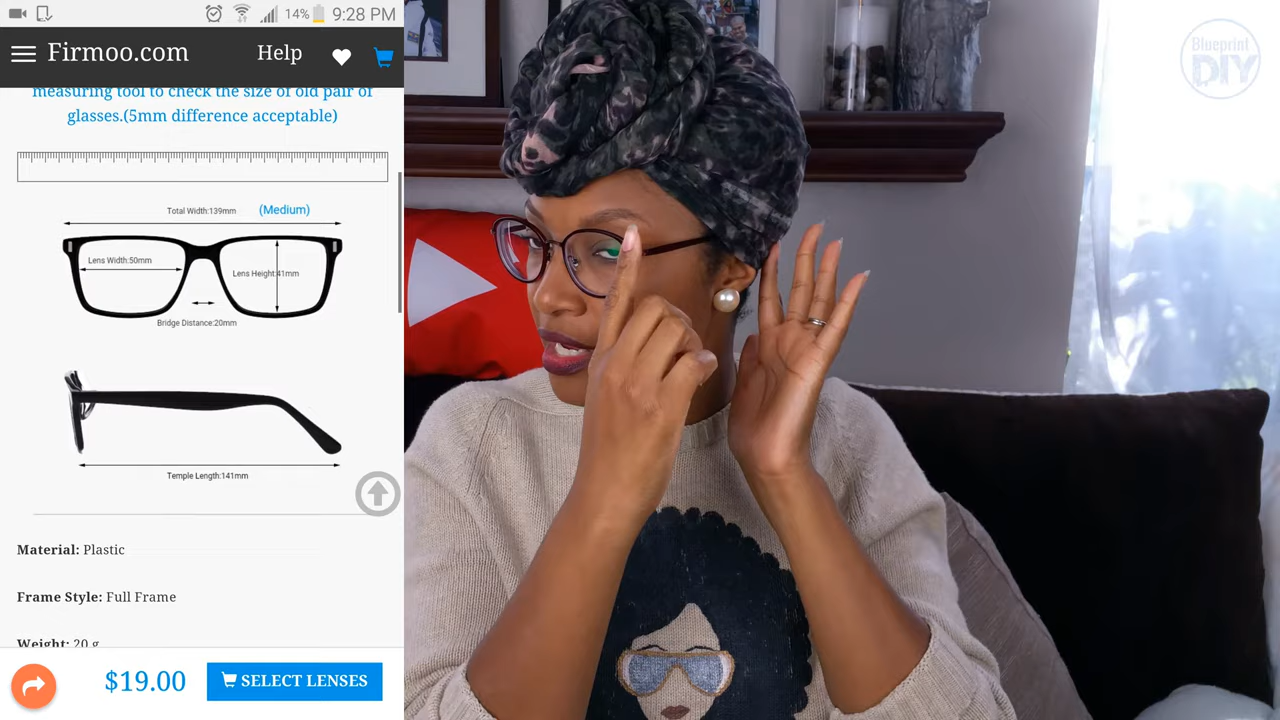 14% 9:28 PM
Firmoo.com Help
measuring tool to check the size of old pair of
glasses.(5mm difference acceptable)
Total Width:139mm (Medium)
Lens Width:50mm
Lens Height:41mm
Bridge Distance:20mm
Temple Length:141mm
Material: Plastic
Frame Style: Full Frame
Weight: 20 g
$19.00 SELECT LENSES
Blueprint
DIY